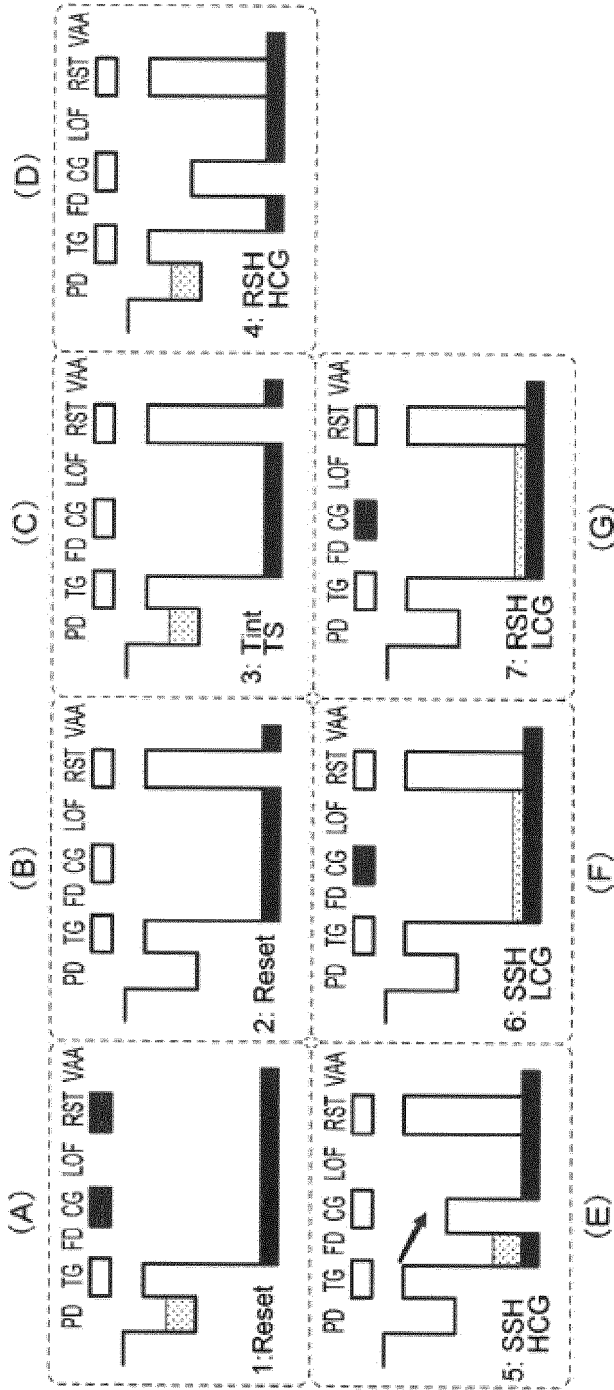 (A)
PD TG FD CG LOF RST VAA
1:Reset
(B)
PD TG FD CG LOF RST VAA
2: Reset
(C)
PD TG FD CG LOF RST VAA
3: Tint
TS
(D)
PD TG FD CG LOF RST VAA
4: RSH
HCG
PD TG FD CG LOF RST VAA
5: SSH
HCG
(E)
PD TG FD CG LOF RST VAA
6: SSH
LCG
(F)
PD TG FD CG LOF RST VAA
7: RSH
LCG
(G)